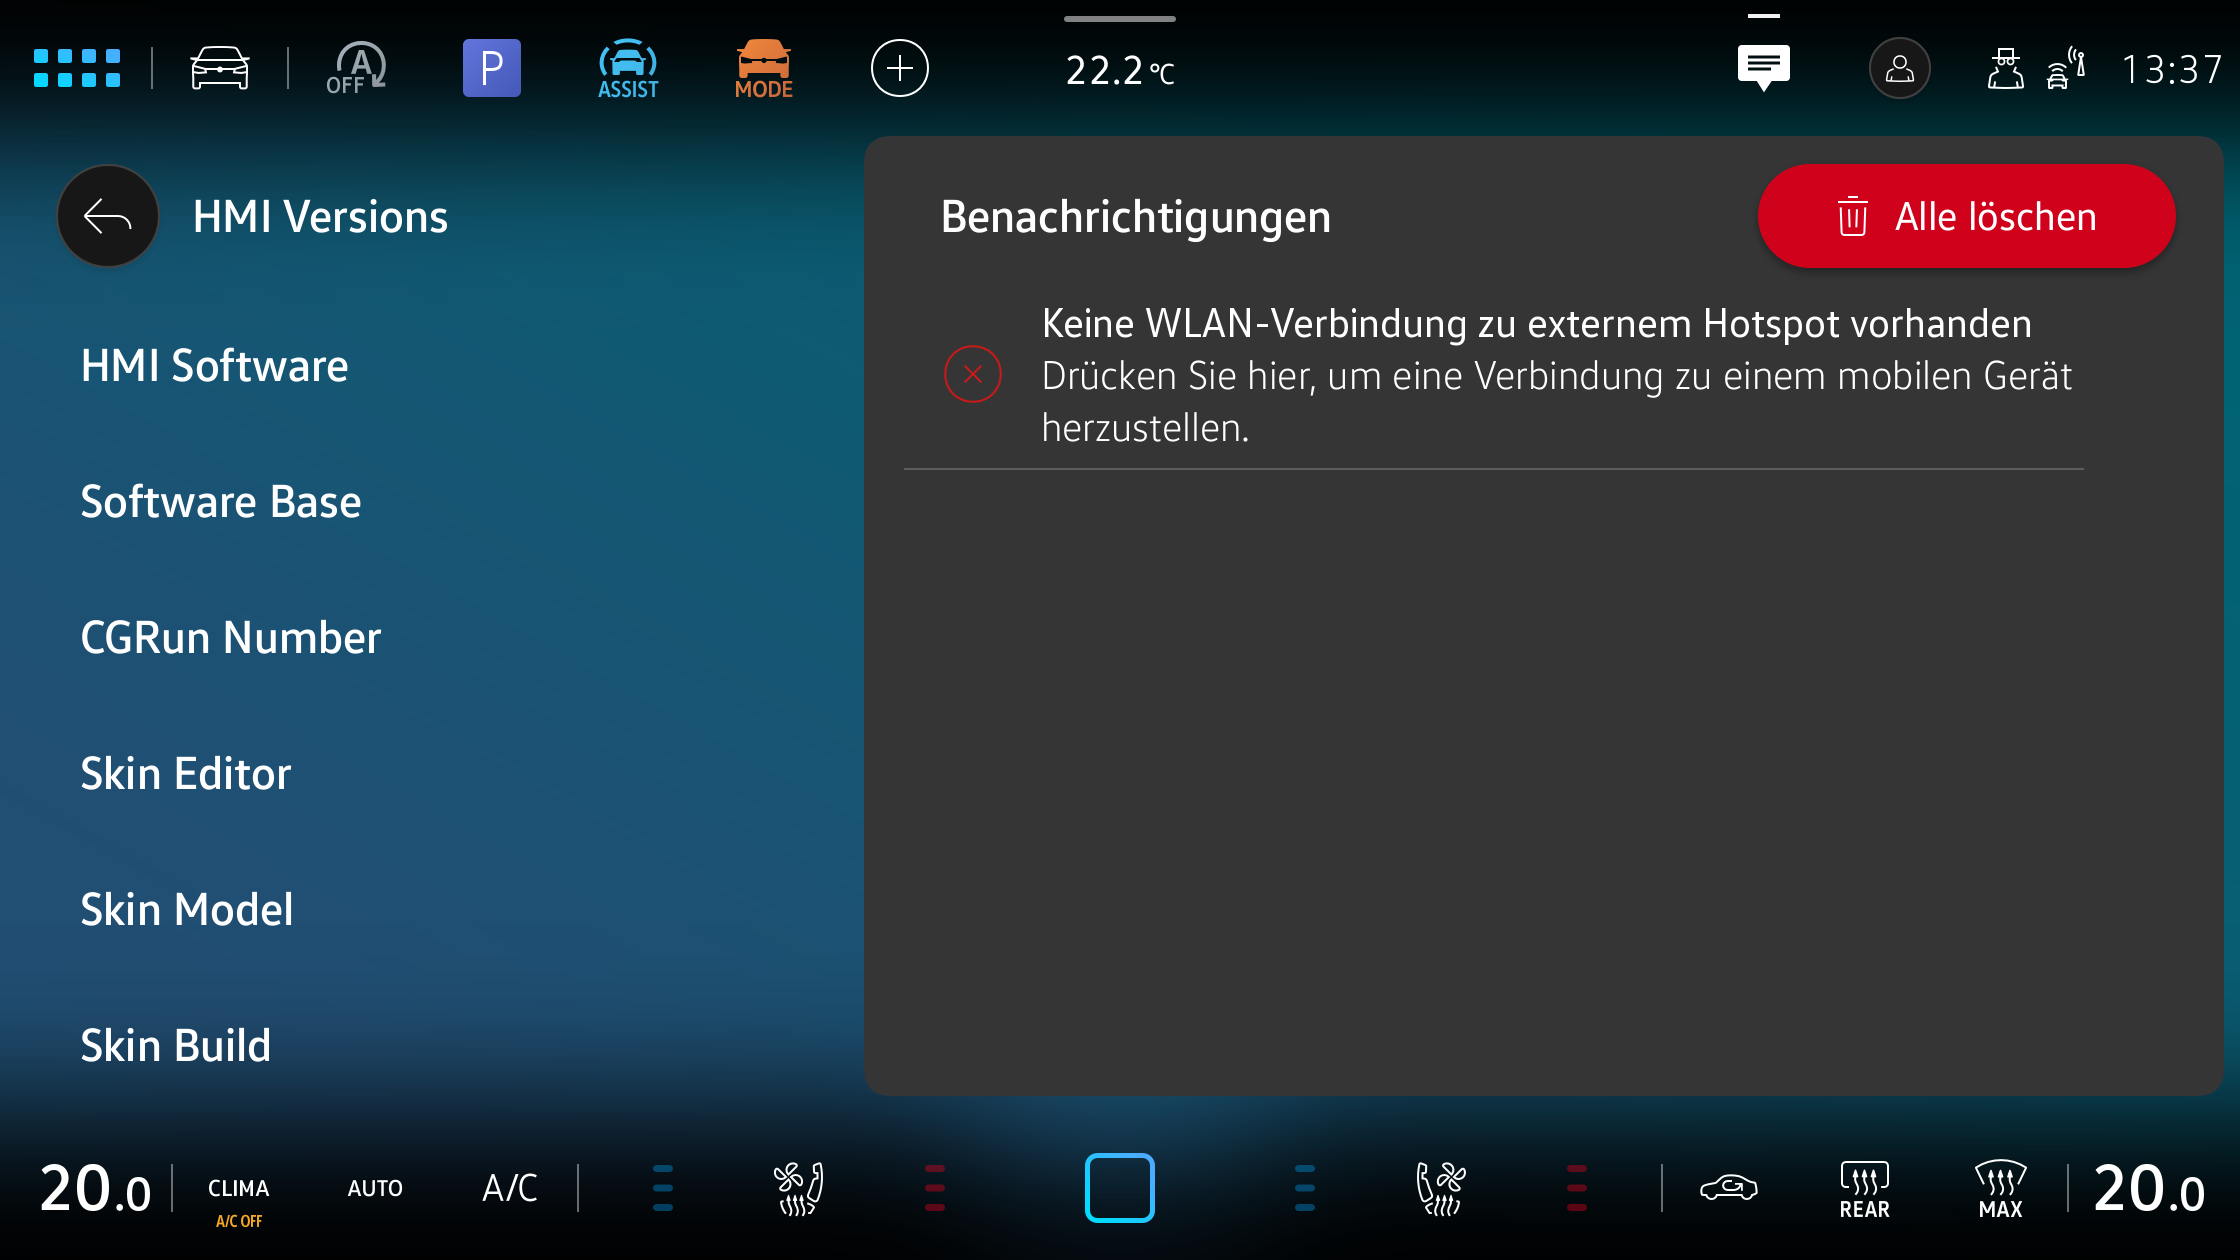 A
OFF
P
ASSIST
MODE
22.2 °C
13:37
HMI Versions
HMI Software
Software Base
CGRun Number
Skin Editor
Skin Model
Skin Build
Benachrichtigungen
Alle löschen
Keine WLAN-Verbindung zu externem Hotspot vorhanden
Drücken Sie hier, um eine Verbindung zu einem mobilen Gerät
herzustellen.
20.0
CLIMA
A/C OFF
AUTO
A/C
REAR
MAX
20.0